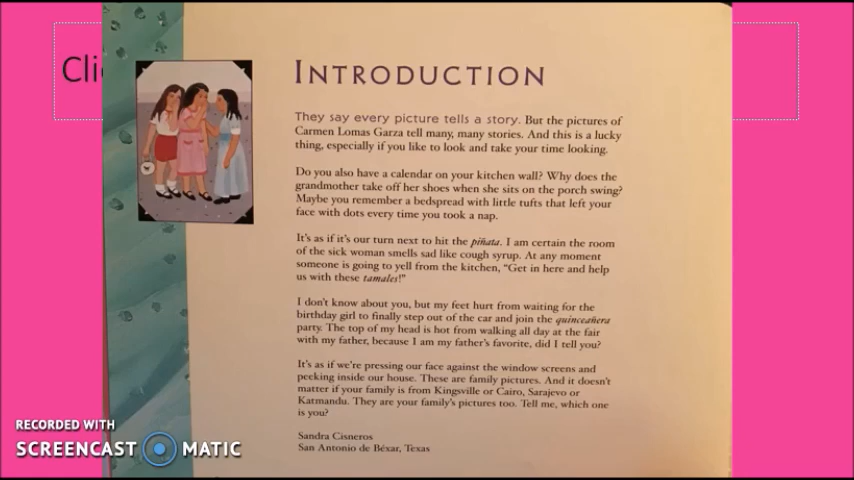 Cli
INTRODUCTION
They say every picture tells a story. But the pictures of
Carmen Lomas Garza tell many, many stories. And this is a lucky
thing, especially if you like to look and take your time looking.
Do you also have a calendar on your kitchen wall? Why does the
grandmother take off her shoes when she sits on the porch swing?
Maybe you remember a bedspread with little tufts that left your
face with dots every time you took a nap.
It's as if it's our turn next to hit the piñata. I am certain the room
of the sick woman smells sad like cough syrup. At any moment
someone is going to yell from the kitchen, "Get in here and help
us with these tamales!"
I don't know about you, but my feet hurt from waiting for the
birthday girl to finally step out of the car and join the quinceañera
party. The top of my head is hot from walking all day at the fair
with my father, because I am my father's favorite, did I tell you?
It's as if we're pressing our face against the window screens and
peeking inside our house. These are family pictures. And it doesn't
matter if your family is from Kingsville or Cairo, Sarajevo or
Katmandu. They are your family's pictures too. Tell me, which one
is you?
Sandra Cisneros
San Antonio de Béxar, Texas
RECORDED WITH
SCREENCAST MATIC